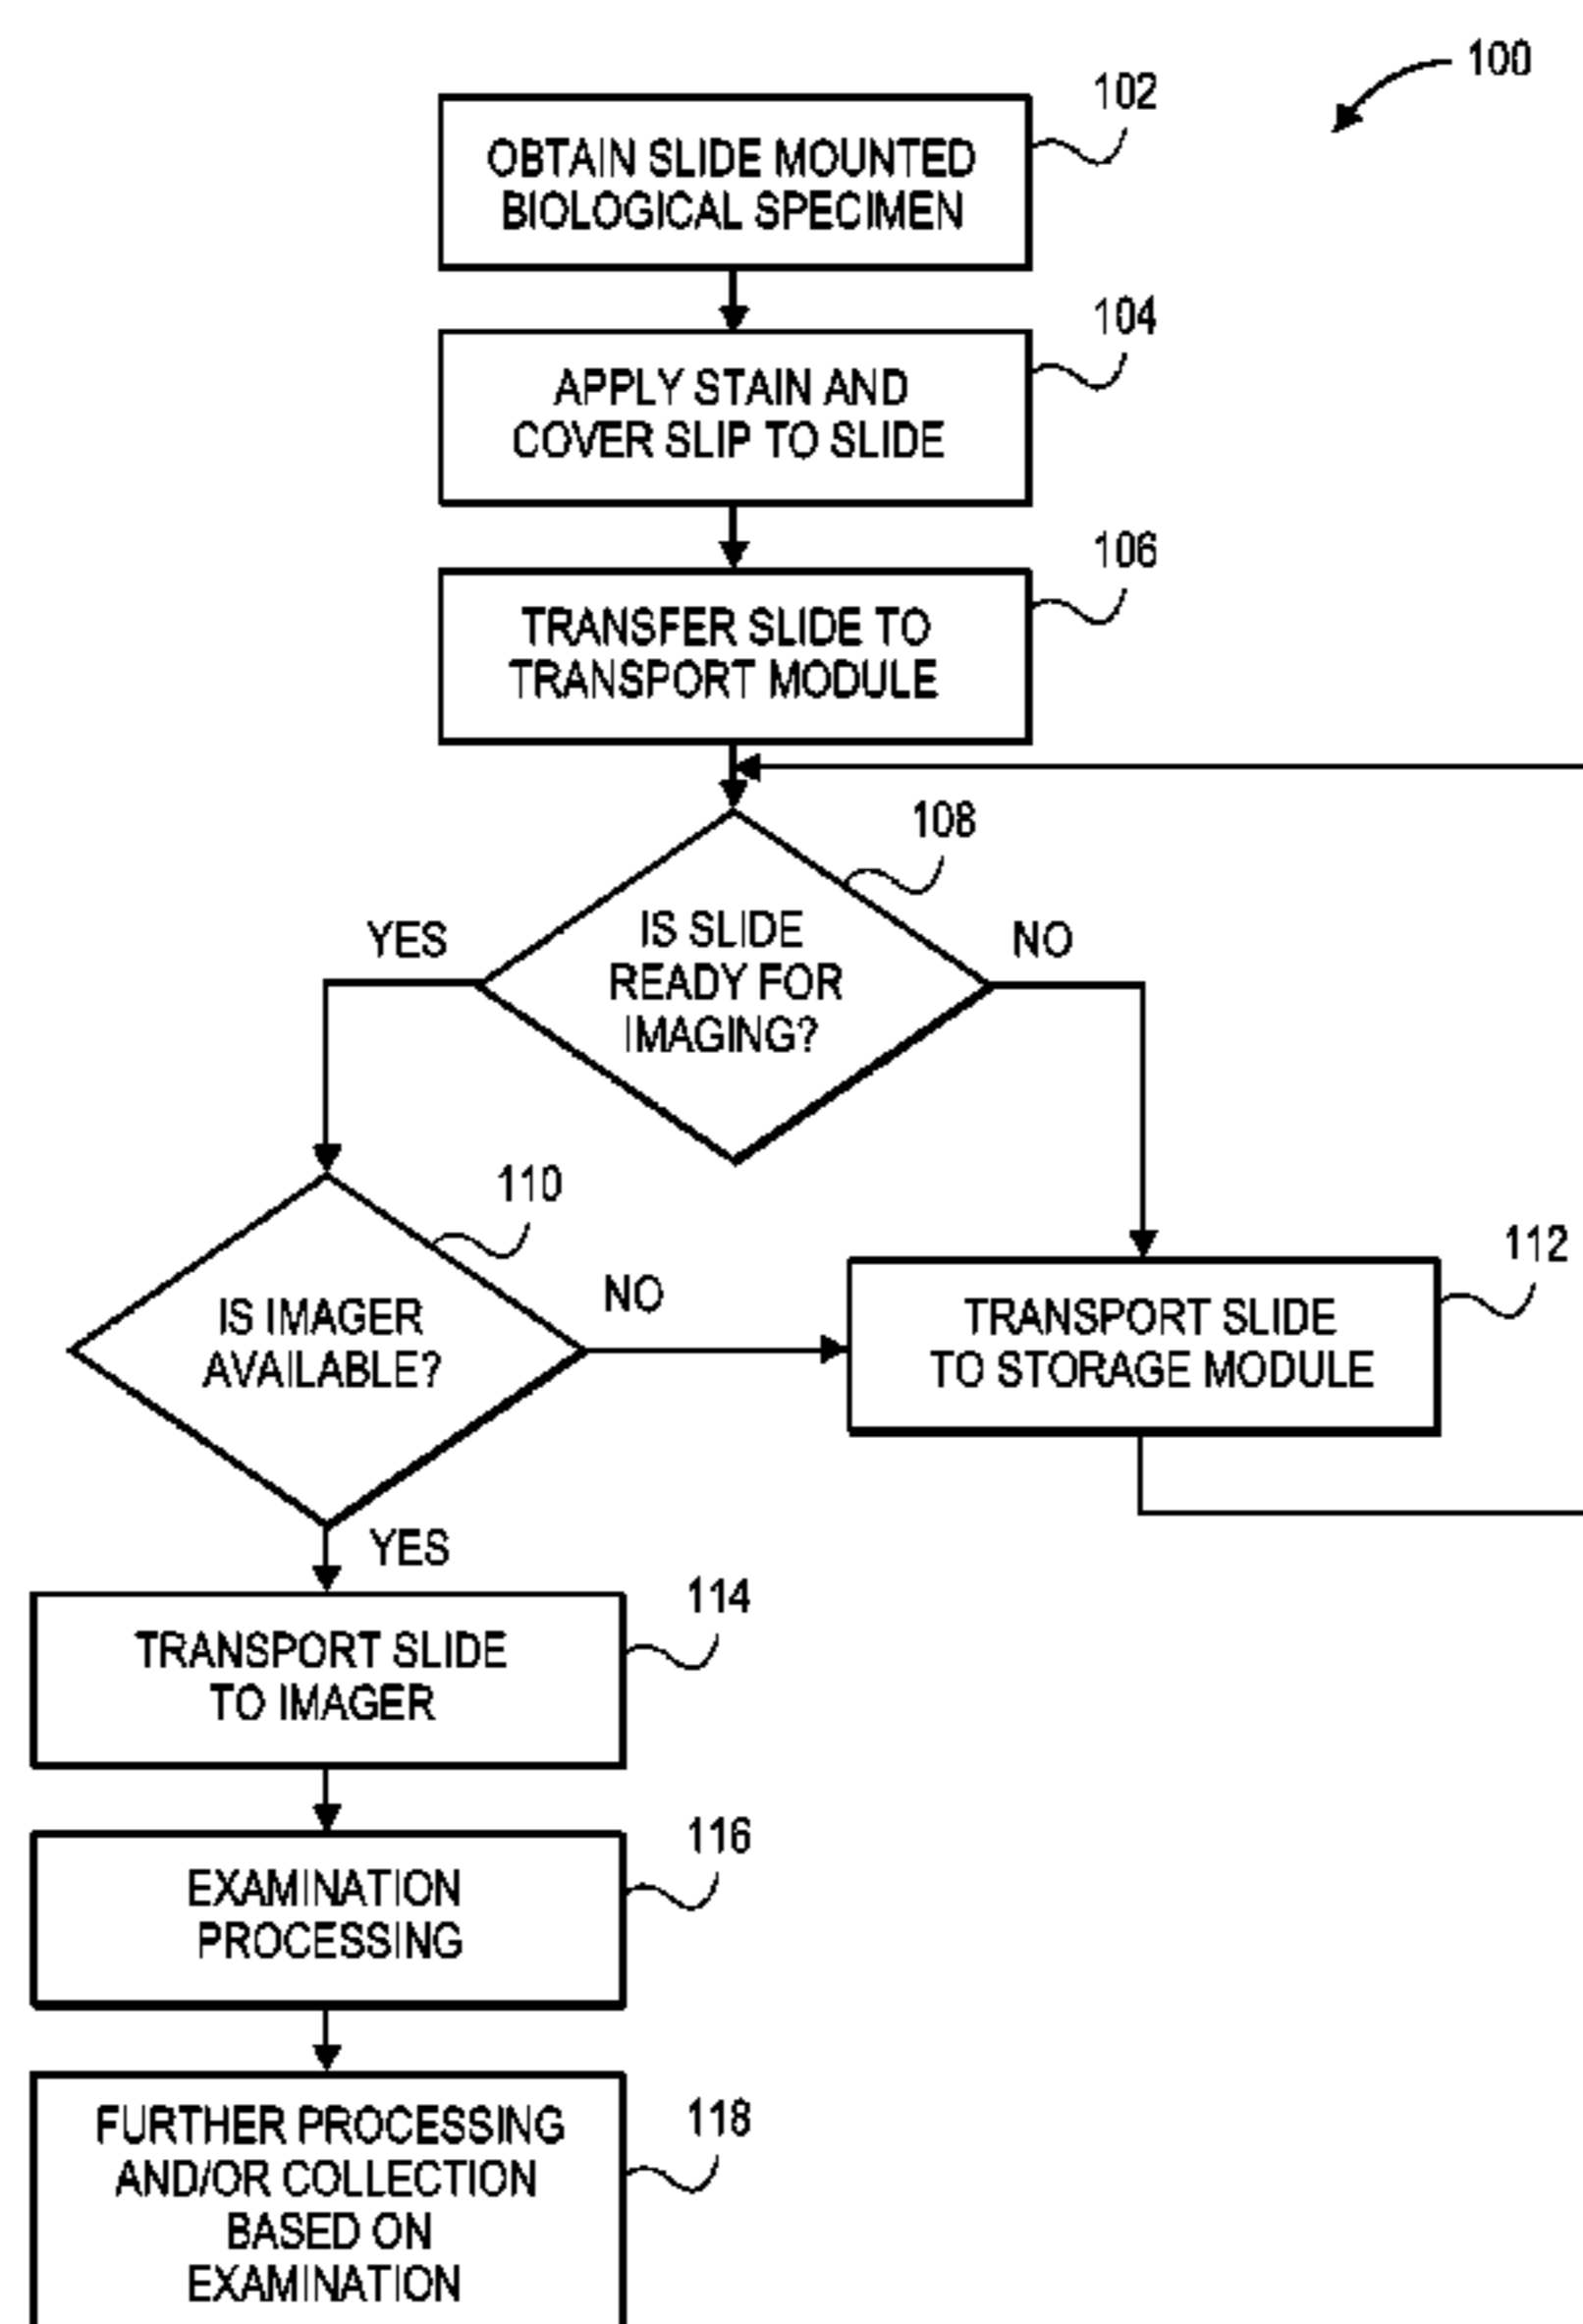 100
102
OBTAIN SLIDE MOUNTED
BIOLOGICAL SPECIMEN
104
APPLY STAIN AND
COVER SLIP TO SLIDE
106
TRANSFER SLIDE TO
TRANSPORT MODULE
108
IS SLIDE
READY FOR
IMAGING?
YES
NO
110
IS IMAGER
AVAILABLE?
NO
YES
112
TRANSPORT SLIDE
TO STORAGE MODULE
114
TRANSPORT SLIDE
TO IMAGER
116
EXAMINATION
PROCESSING
118
FURTHER PROCESSING
AND/OR COLLECTION
BASED ON
EXAMINATION